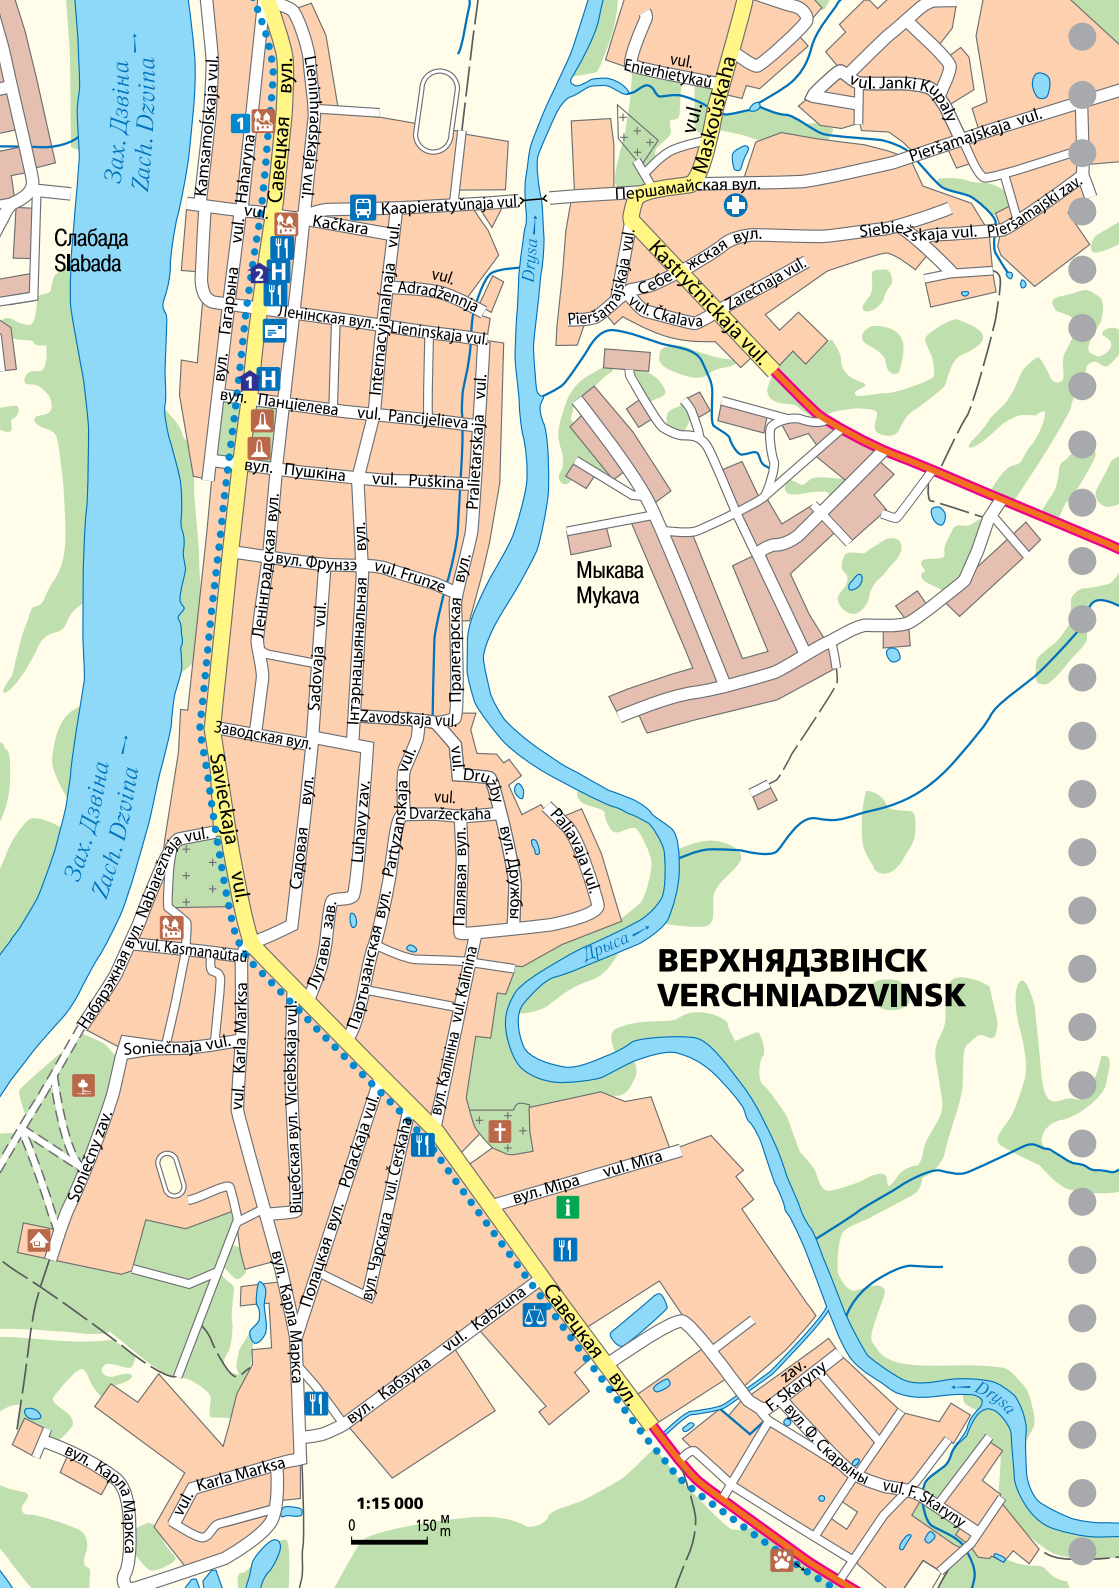 Зах. Дзвіна →
Zach. Dzvina →
Kamsamolskaja vul.
1
vul. Haharyna
Савецкая вул.
Lieninhradskaja vul.
vul.
Enierhietykaŭ
vul. Maskoŭskaha
vul. Janki Kupały
Pieršamajskaja vul.
Першамайская вул.
Pieršamajski zav.
Kaapieratyŭnaja vul.
vul.
Kačkara
Слабада
Slabada
Drysa →
Siebiežskaja vul.
Себежская вул.
Kastryčnickaja vul.
Zarečnaja vul.
Pieršamajskaja vul.
vul. Čkalava
2
H
vul.
Adradžennja
вул. Гагарына
Ленінская вул.
Lieninskaja vul.
Internacyjanalnaja vul.
1
H
вул. Панціелева
vul. Pancijelieva
Pralietarskaja vul.
вул. Пушкіна
vul. Puškina
Ленінградская вул.
вул. Фрунзэ
vul. Frunze
Інтэрнацыянальная вул.
Пралетарская вул.
Мыкава
Mykava
Sadovaja vul.
Zavodskaja vul.
Заводская вул.
Savieckaja vul.
vul. Družby
Зах. Дзвіна →
Zach. Dzvina →
Садовая вул.
Luhavy zav.
Partyzanskaja vul.
vul.
Dvaržeckaha
Paliavaja vul.
вул. Дружбы
Палявая вул.
vul. Nabiarežnaja
Набярэжная вул.
vul. Kasmanaŭtaŭ
Лугавы зав.
Партызанская вул.
vul. Kalinina
Дрыса →
ВЕРХНЯДЗВІНСК
VERCHNIADZVINSK
Soniečnaja vul.
vul. Karla Marksa
Viciebskaja vul.
вул. Калініна
Soniečny zav.
Віцебская вул.
Polackaja vul.
vul. Čerskaha
вул. Міра
vul. Mira
i
Полацкая вул.
вул. Чэрскага
вул. Карла Маркса
Савецкая вул.
vul. Kabzuna
вул. Кабзуна
zav.
F. Skaryny
← Drysa
вул. Ф. Скарыны
vul. F. Skaryny
вул. Карла Маркса
vul. Karla Marksa
1:15 000
0 150 м
m